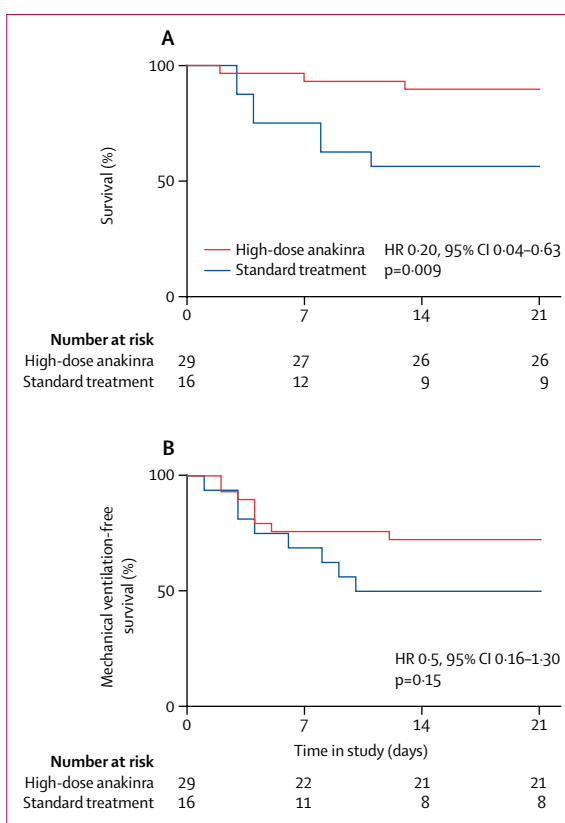 A
100
50
0
Survival (%)
High-dose anakinra
Standard treatment
HR 0·20, 95% CI 0·04–0·63
p=0·009
0 7 14 21
Number at risk
High-dose anakinra 29 27 26 26
Standard treatment 16 12 9 9
B
100
50
0
Mechanical ventilation-free
survival (%)
HR 0·5, 95% CI 0·16–1·30
p=0·15
0 7 14 21
Time in study (days)
Number at risk
High-dose anakinra 29 22 21 21
Standard treatment 16 11 8 8